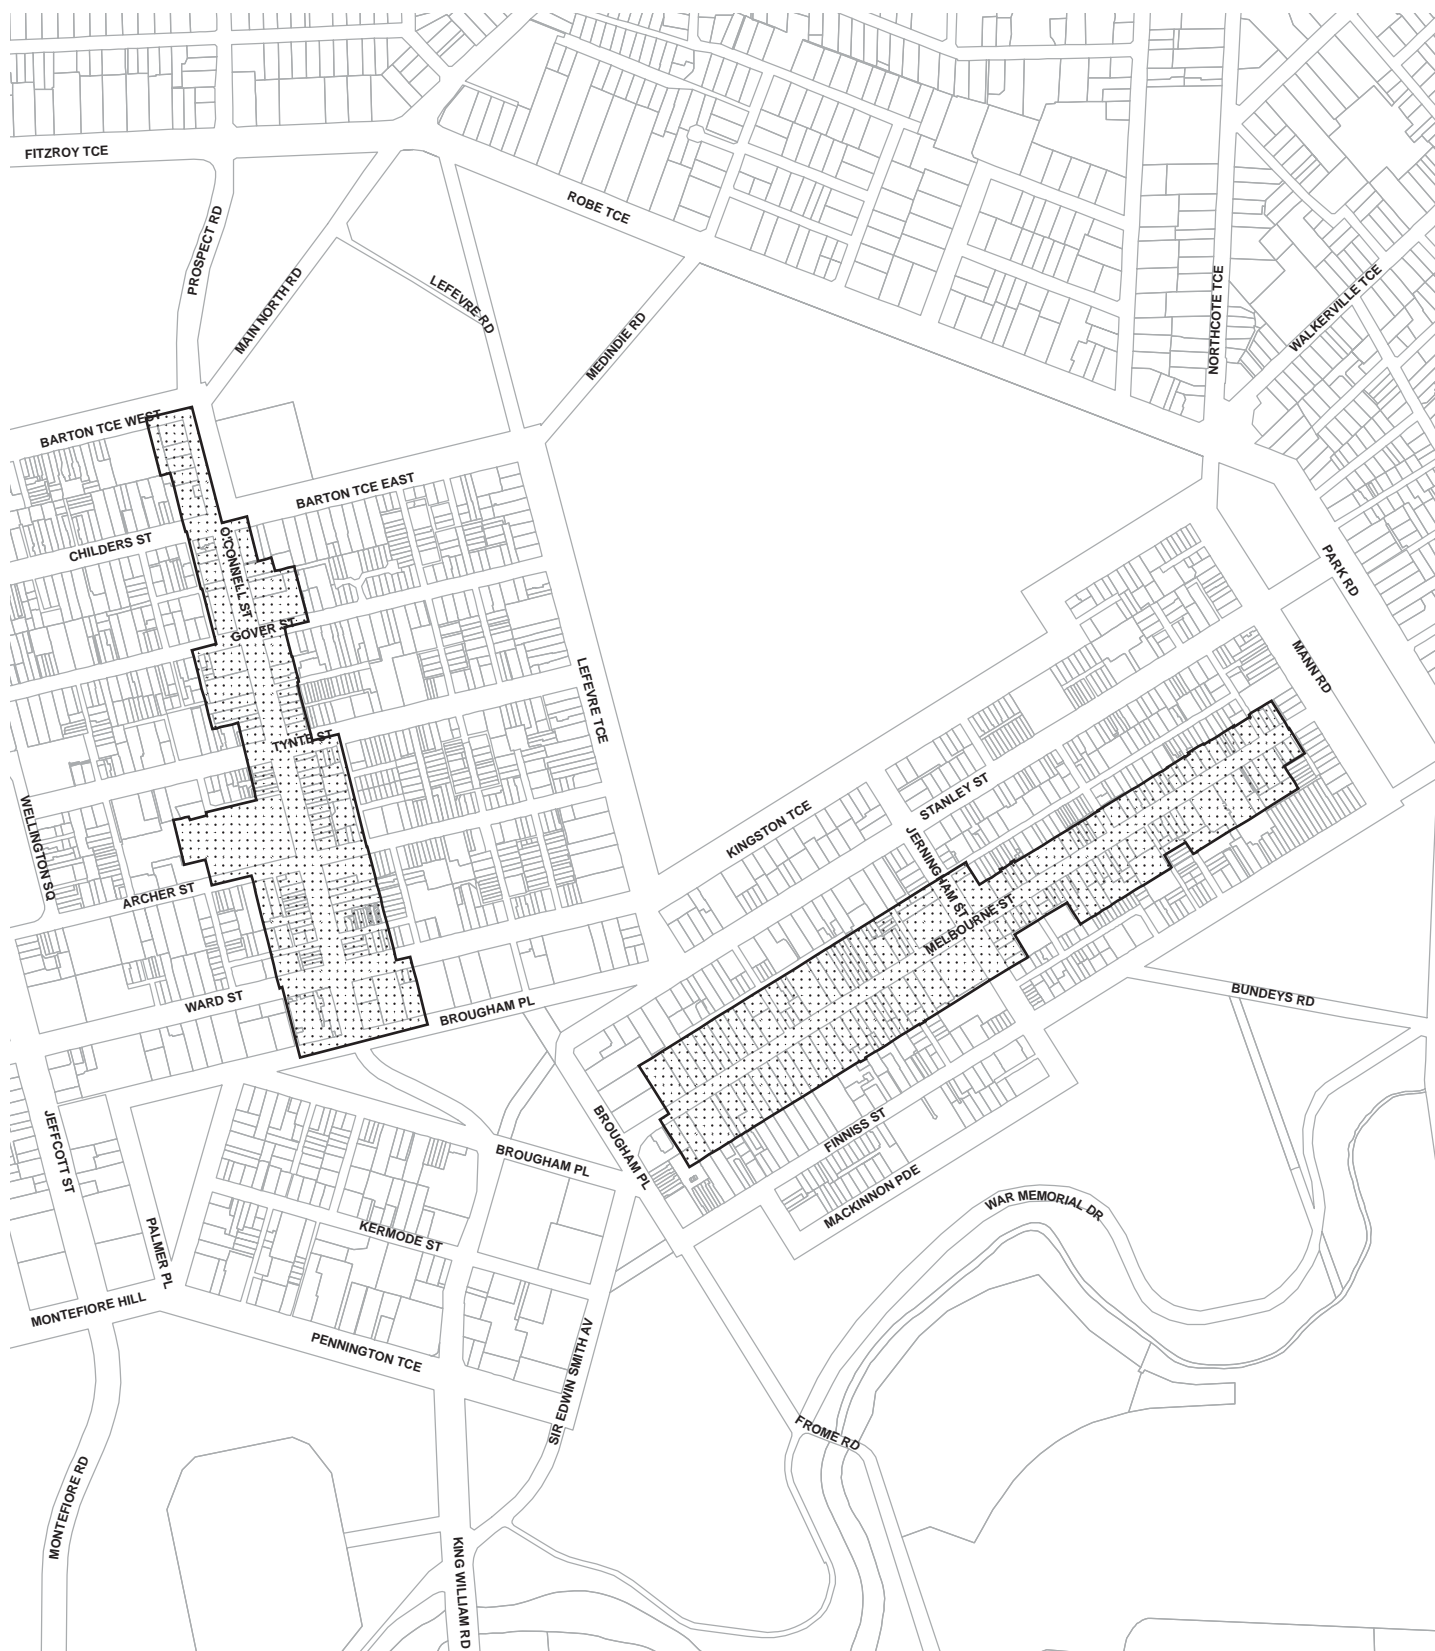 FITZROY TCE
ROBE TCE
PROSPECT RD
MAIN NORTH RD
LEFEVRE RD
MEDINDIE RD
NORTHCOTE TCE
WALKERVILLE TCE
BARTON TCE WEST
BARTON TCE EAST
CHILDERS ST
O'CONNELL ST
GOVER ST
PARK RD
MANN RD
LEFEVRE TCE
TYNTE ST
WELLINGTON SQ
KINGSTON TCE
STANLEY ST
JERNINGHAM ST
MELBOURNE ST
ARCHER ST
WARD ST
BROUGHAM PL
BUNDEYS RD
JEFFCOTT ST
BROUGHAM PL
BROUGHAM PL
FINNISS ST
MACKINNON PDE
WAR MEMORIAL DR
PALMER PL
KERMODE ST
MONTEFIORE HILL
PENNINGTON TCE
SIR EDWIN SMITH AV
FROME RD
MONTEFIORE RD
KING WILLIAM RD